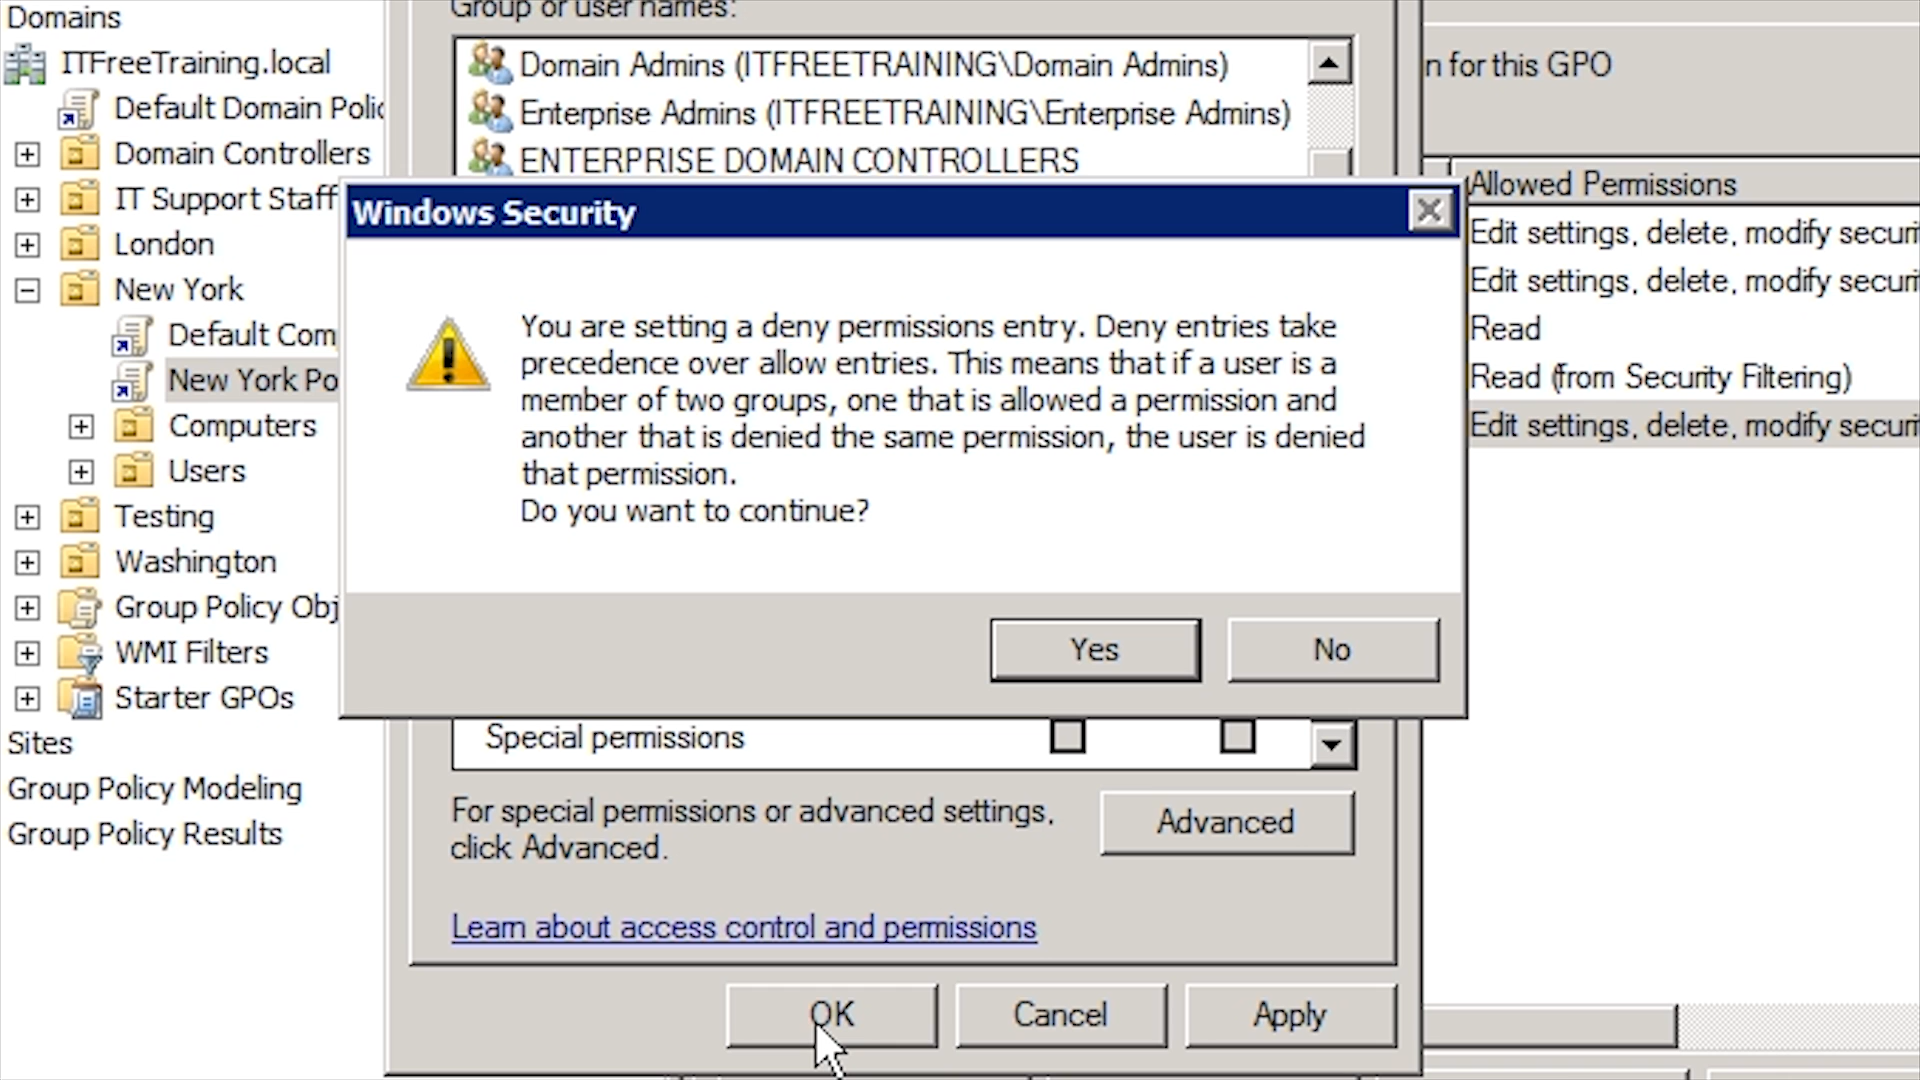 Domains
ITFreeTraining.local
Default Domain Polic
Domain Controllers
IT Support Staff
London
New York
Default Com
New York Po
Computers
Users
Testing
Washington
Group Policy Obj
WMI Filters
Starter GPOs
Sites
Group Policy Modeling
Group Policy Results
Group or user names:
Domain Admins (ITFREETRAINING\Domain Admins)
Enterprise Admins (ITFREETRAINING\Enterprise Admins)
ENTERPRISE DOMAIN CONTROLLERS
Windows Security
You are setting a deny permissions entry. Deny entries take
precedence over allow entries. This means that if a user is a
member of two groups, one that is allowed a permission and
another that is denied the same permission, the user is denied
that permission.
Do you want to continue?
Yes
No
Special permissions
For special permissions or advanced settings,
click Advanced.
Advanced
Learn about access control and permissions
OK
Cancel
Apply
n for this GPO
Allowed Permissions
Edit settings, delete, modify securit
Edit settings, delete, modify securit
Read
Read (from Security Filtering)
Edit settings, delete, modify securit